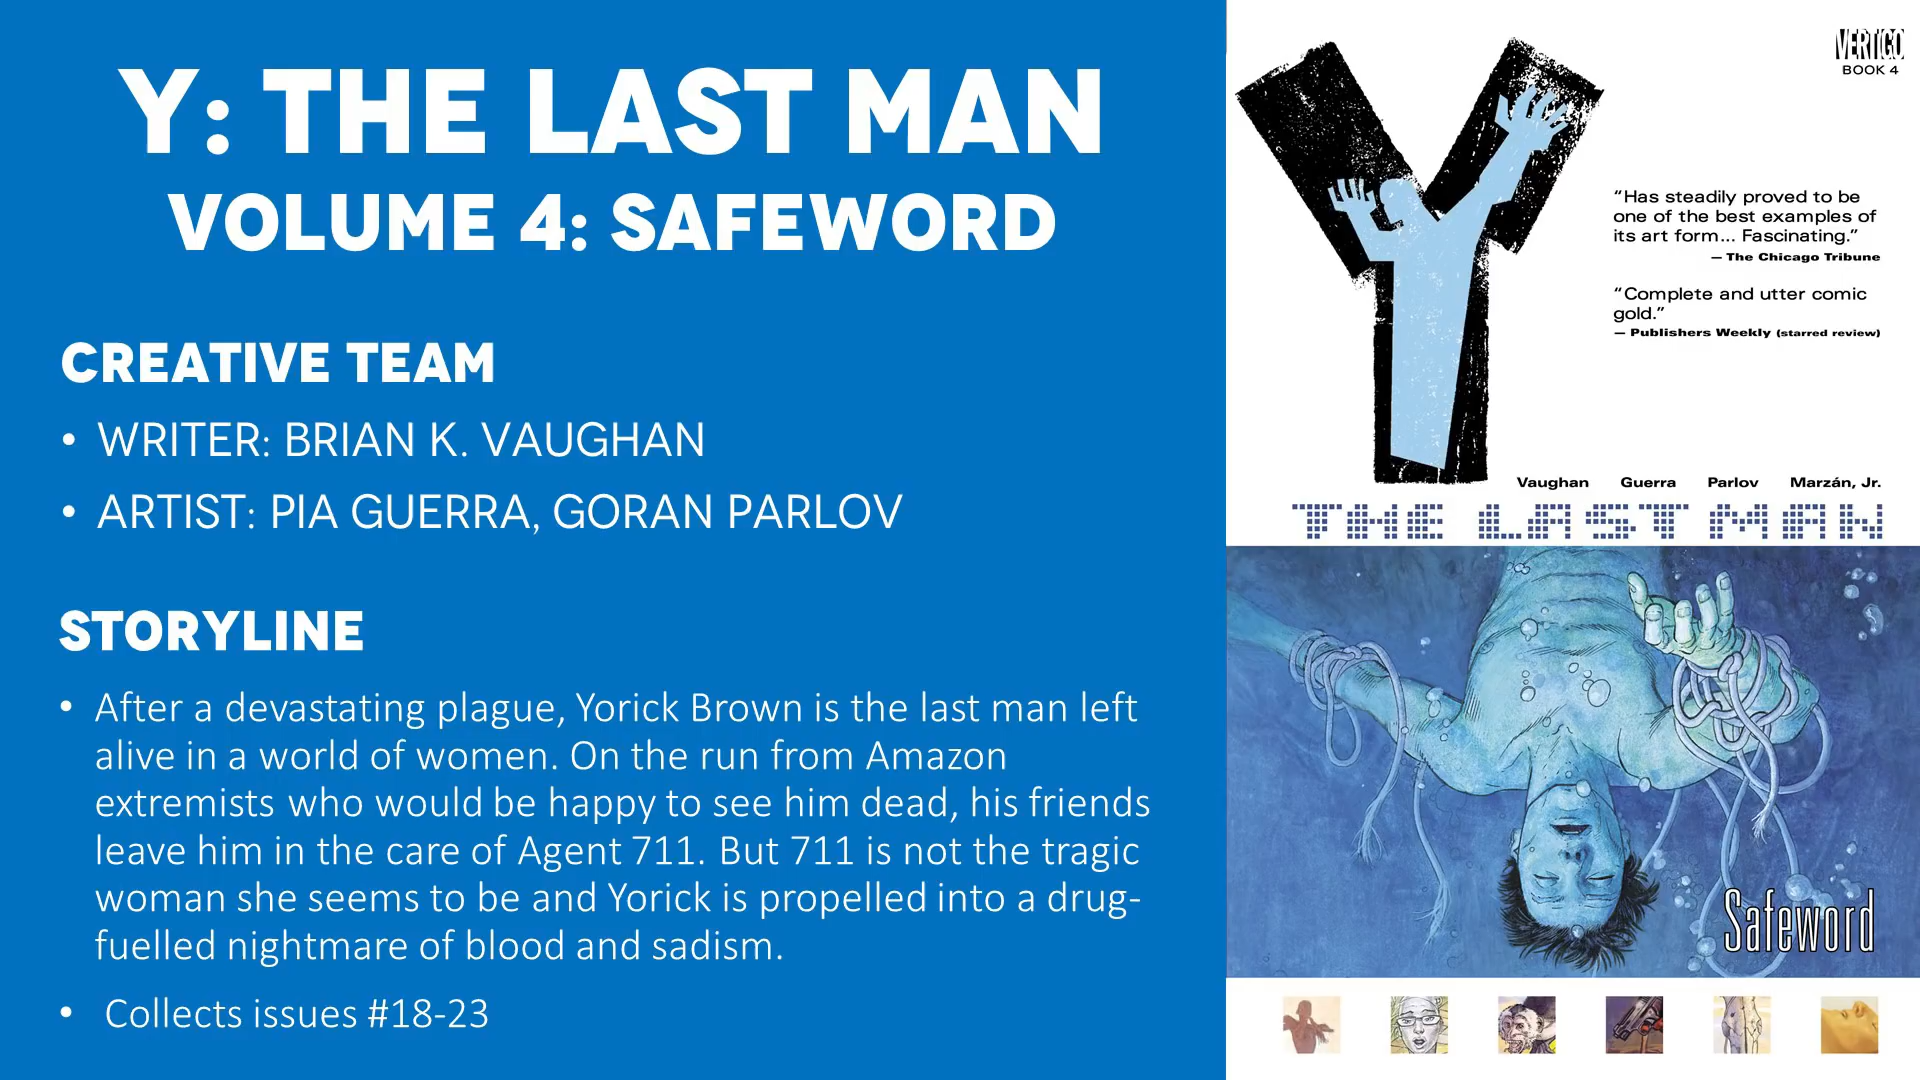 Y: THE LAST MAN
VOLUME 4: SAFEWORD
CREATIVE TEAM
• WRITER: BRIAN K. VAUGHAN
• ARTIST: PIA GUERRA, GORAN PARLOV
STORYLINE
• After a devastating plague, Yorick Brown is the last man left
alive in a world of women. On the run from Amazon
extremists who would be happy to see him dead, his friends
leave him in the care of Agent 711. But 711 is not the tragic
woman she seems to be and Yorick is propelled into a drug-
fuelled nightmare of blood and sadism.
• Collects issues #18-23
VERTIGO
BOOK 4
Y
“Has steadily proved to be
one of the best examples of
its art form... Fascinating.”
— The Chicago Tribune
“Complete and utter comic
gold.”
— Publishers Weekly (starred review)
Vaughan Guerra Parlov Marzán, Jr.
THE LAST MAN
Safeword